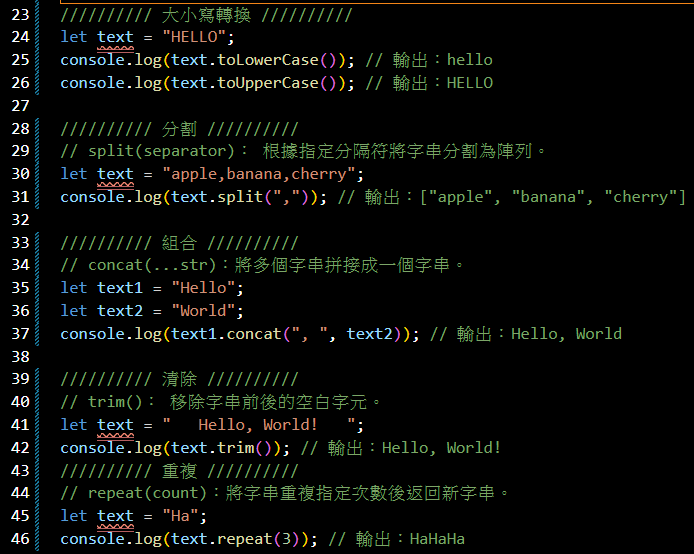 23 ////////// 大小寫轉換 //////////
24 let text = "HELLO";
25 console.log(text.toLowerCase()); // 輸出：hello
26 console.log(text.toUpperCase()); // 輸出：HELLO
27
28 ////////// 分割 //////////
29 // split(separator)： 根據指定分隔符將字串分割為陣列。
30 let text = "apple,banana,cherry";
31 console.log(text.split(",")); // 輸出：["apple", "banana", "cherry"]
32
33 ////////// 組合 //////////
34 // concat(...str)：將多個字串拼接成一個字串。
35 let text1 = "Hello";
36 let text2 = "World";
37 console.log(text1.concat(", ", text2)); // 輸出：Hello, World
38
39 ////////// 清除 //////////
40 // trim()： 移除字串前後的空白字元。
41 let text = "   Hello, World!   ";
42 console.log(text.trim()); // 輸出：Hello, World!
43 ////////// 重複 //////////
44 // repeat(count)：將字串重複指定次數後返回新字串。
45 let text = "Ha";
46 console.log(text.repeat(3)); // 輸出：HaHaHa